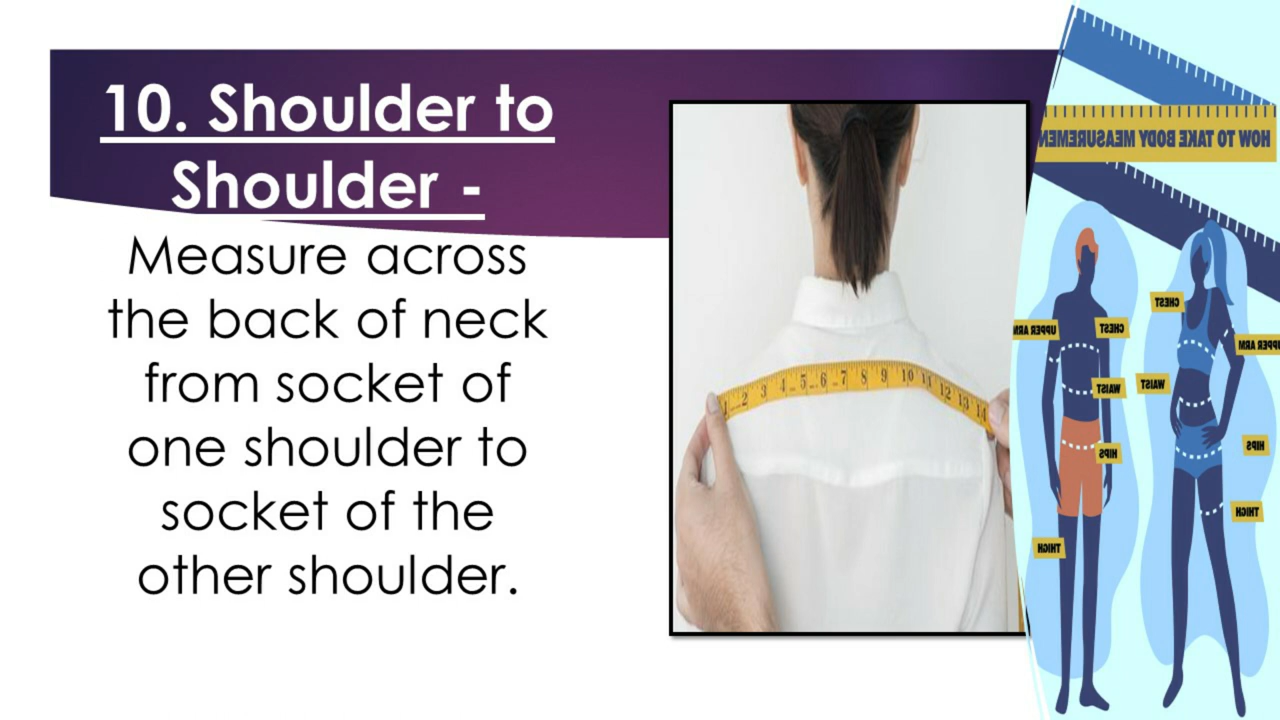 10. Shoulder to
Shoulder -
Measure across
the back of neck
from socket of
one shoulder to
socket of the
other shoulder.
1 2 3 4 5 6 7 8 9 10 11 12 13 14
HOW TO TAKE BODY MEASUREMEN
CHEST
UPPER ARM
CHEST
UPPER ARM
WAIST
WAIST
HIPS
HIPS
THIGH
THIGH